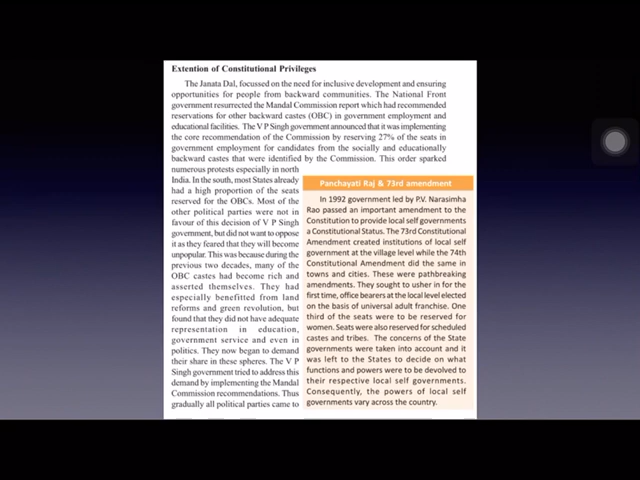 Extention of Constitutional Privileges
The Janata Dal, focussed on the need for inclusive development and ensuring
opportunities for people from backward communities. The National Front
government resurrected the Mandal Commission report which had recommended
reservations for other backward castes (OBC) in government employment and
educational facilities. The V P Singh government announced that it was implementing
the core recommendation of the Commission by reserving 27% of the seats in
government employment for candidates from the socially and educationally
backward castes that were identified by the Commission. This order sparked
numerous protests especially in north
India. In the south, most States already
had a high proportion of the seats
reserved for the OBCs. Most of the
other political parties were not in
favour of this decision of V P Singh
government, but did not want to oppose
it as they feared that they will become
unpopular. This was because during the
previous two decades, many of the
OBC castes had become rich and
asserted themselves. They had
especially benefitted from land
reforms and green revolution, but
found that they did not have adequate
representation in education,
government service and even in
politics. They now began to demand
their share in these spheres. The V P
Singh government tried to address this
demand by implementing the Mandal
Commission recommendations. Thus
gradually all political parties came to
Panchayati Raj & 73rd amendment
In 1992 government led by P.V. Narasimha
Rao passed an important amendment to the
Constitution to provide local self governments
a Constitutional Status. The 73rd Constitutional
Amendment created institutions of local self
government at the village level while the 74th
Constitutional Amendment did the same in
towns and cities. These were pathbreaking
amendments. They sought to usher in for the
first time, office bearers at the local level elected
on the basis of universal adult franchise. One
third of the seats were to be reserved for
women. Seats were also reserved for scheduled
castes and tribes. The concerns of the State
governments were taken into account and it
was left to the States to decide on what
functions and powers were to be devolved to
their respective local self governments.
Consequently, the powers of local self
governments vary across the country.